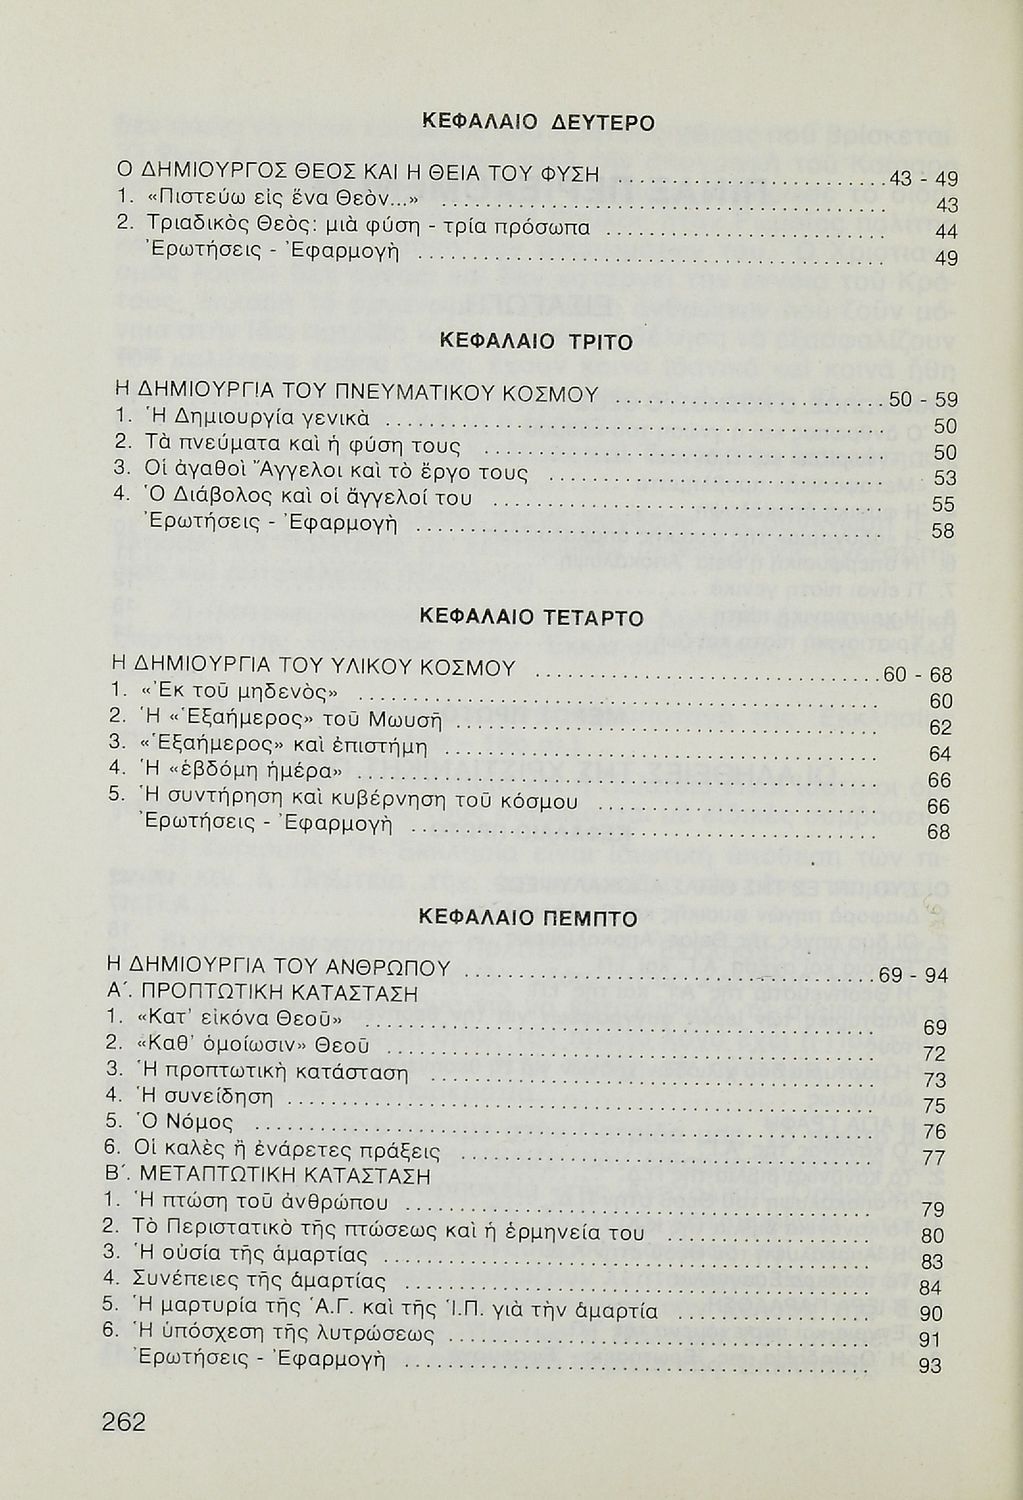 ΚΕΦΑΛΑΙΟ ΔΕΥΤΕΡΟ
Ο ΔΗΜΙΟΥΡΓΟΣ ΘΕΟΣ ΚΑΙ Η ΘΕΙΑ ΤΟΥ ΦΥΣΗ ........................ 43 - 49
1. «Πιστεύω εἰς ἕνα Θεὸν...» ........................ 43
2. Τριαδικὸς Θεὸς: μιὰ φύση - τρία πρόσωπα ........................ 44
Ἐρωτήσεις - Ἐφαρμογὴ ........................ 49
ΚΕΦΑΛΑΙΟ ΤΡΙΤΟ
Η ΔΗΜΙΟΥΡΓΙΑ ΤΟΥ ΠΝΕΥΜΑΤΙΚΟΥ ΚΟΣΜΟΥ ........................ 50 - 59
1. Ἡ Δημιουργία γενικὰ ........................ 50
2. Τὰ πνεύματα καὶ ἡ φύση τους ........................ 50
3. Οἱ ἀγαθοὶ Ἄγγελοι καὶ τὸ ἔργο τους ........................ 53
4. Ὁ Διάβολος καὶ οἱ ἄγγελοί του ........................ 55
Ἐρωτήσεις - Ἐφαρμογὴ ........................ 58
ΚΕΦΑΛΑΙΟ ΤΕΤΑΡΤΟ
Η ΔΗΜΙΟΥΡΓΙΑ ΤΟΥ ΥΛΙΚΟΥ ΚΟΣΜΟΥ ........................ 60 - 68
1. «Ἐκ τοῦ μηδενὸς» ........................ 60
2. Ἡ «Ἑξαήμερος» τοῦ Μωυσῆ ........................ 62
3. «Ἑξαήμερος» καὶ ἐπιστήμη ........................ 64
4. Ἡ «ἑβδόμη ἡμέρα» ........................ 66
5. Ἡ συντήρηση καὶ κυβέρνηση τοῦ κόσμου ........................ 66
Ἐρωτήσεις - Ἐφαρμογὴ ........................ 68
ΚΕΦΑΛΑΙΟ ΠΕΜΠΤΟ
Η ΔΗΜΙΟΥΡΓΙΑ ΤΟΥ ΑΝΘΡΩΠΟΥ ........................ 69 - 94
Α΄. ΠΡΟΠΤΩΤΙΚΗ ΚΑΤΑΣΤΑΣΗ
1. «Κατ' εἰκόνα Θεοῦ» ........................ 69
2. «Καθ' ὁμοίωσιν» Θεοῦ ........................ 72
3. Ἡ προπτωτικὴ κατάσταση ........................ 73
4. Ἡ συνείδηση ........................ 75
5. Ὁ Νόμος ........................ 76
6. Οἱ καλὲς ἢ ἐνάρετες πράξεις ........................ 77
Β΄. ΜΕΤΑΠΤΩΤΙΚΗ ΚΑΤΑΣΤΑΣΗ
1. Ἡ πτώση τοῦ ἀνθρώπου ........................ 79
2. Τὸ Περιστατικὸ τῆς πτώσεως καὶ ἡ ἑρμηνεία του ........................ 80
3. Ἡ οὐσία τῆς ἁμαρτίας ........................ 83
4. Συνέπειες τῆς ἁμαρτίας ........................ 84
5. Ἡ μαρτυρία τῆς Ἁ.Γ. καὶ τῆς Ἱ.Π. γιὰ τὴν ἁμαρτία ........................ 90
6. Ἡ ὑπόσχεση τῆς λυτρώσεως ........................ 91
Ἐρωτήσεις - Ἐφαρμογὴ ........................ 93
262